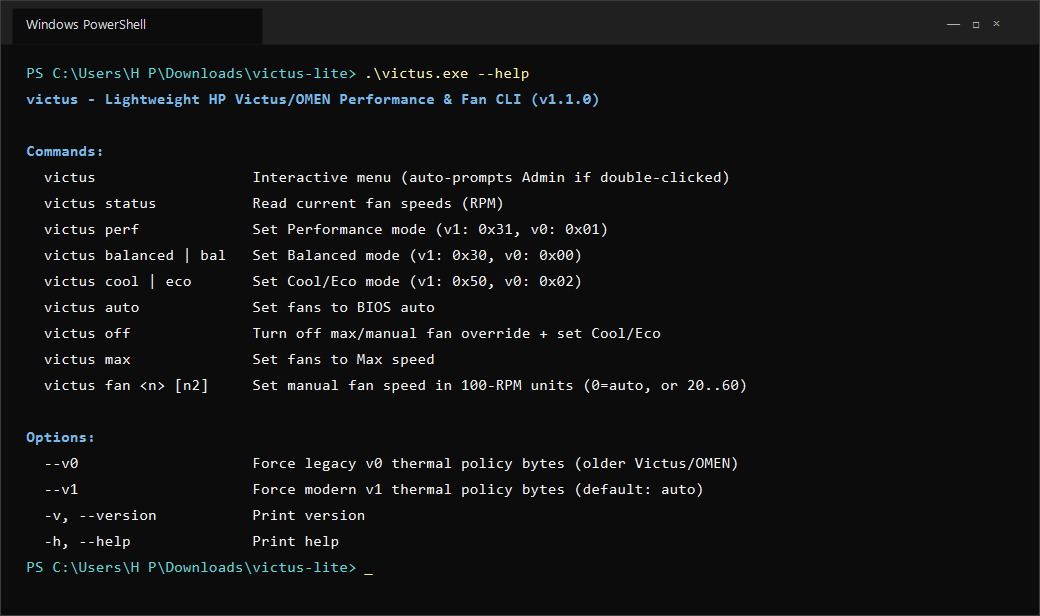 Windows PowerShell
PS C:\Users\H P\Downloads\victus-lite> .\victus.exe --help
victus - Lightweight HP Victus/OMEN Performance & Fan CLI (v1.1.0)
Commands:
victus Interactive menu (auto-prompts Admin if double-clicked)
victus status Read current fan speeds (RPM)
victus perf Set Performance mode (v1: 0x31, v0: 0x01)
victus balanced | bal Set Balanced mode (v1: 0x30, v0: 0x00)
victus cool | eco Set Cool/Eco mode (v1: 0x50, v0: 0x02)
victus auto Set fans to BIOS auto
victus off Turn off max/manual fan override + set Cool/Eco
victus max Set fans to Max speed
victus fan <n> [n2] Set manual fan speed in 100-RPM units (0=auto, or 20..60)
Options:
--v0 Force legacy v0 thermal policy bytes (older Victus/OMEN)
--v1 Force modern v1 thermal policy bytes (default: auto)
-v, --version Print version
-h, --help Print help
PS C:\Users\H P\Downloads\victus-lite> _